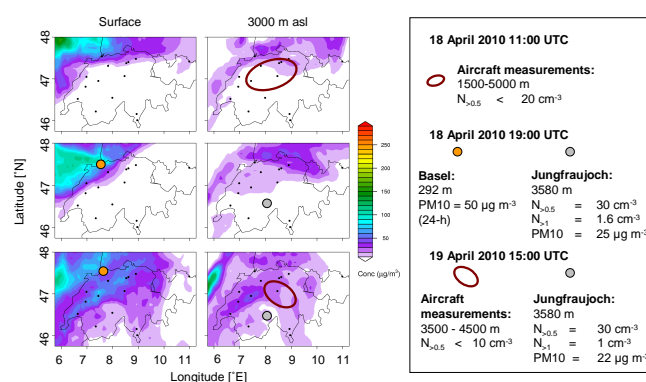 Surface
3000 m asl
48
47
46
48
47
46
48
47
46
Latitude [°N]
6 7 8 9 10 11
6 7 8 9 10 11
Longitude [˚E]
250
200
150
100
50
Conc (µg/m³)
18 April 2010 11:00 UTC
Aircraft measurements:
1500-5000 m
N>0.5 < 20 cm-3
18 April 2010 19:00 UTC
Basel:
292 m
PM10 = 50 µg m-3
(24-h)
Jungfraujoch:
3580 m
N>0.5 = 30 cm-3
N>1 = 1.6 cm-3
PM10 = 25 µg m-3
19 April 2010 15:00 UTC
Aircraft
measurements:
3500 - 4500 m
N>0.5 < 10 cm-3
Jungfraujoch:
3580 m
N>0.5 = 30 cm-3
N>1 = 1 cm-3
PM10 = 22 µg m-3